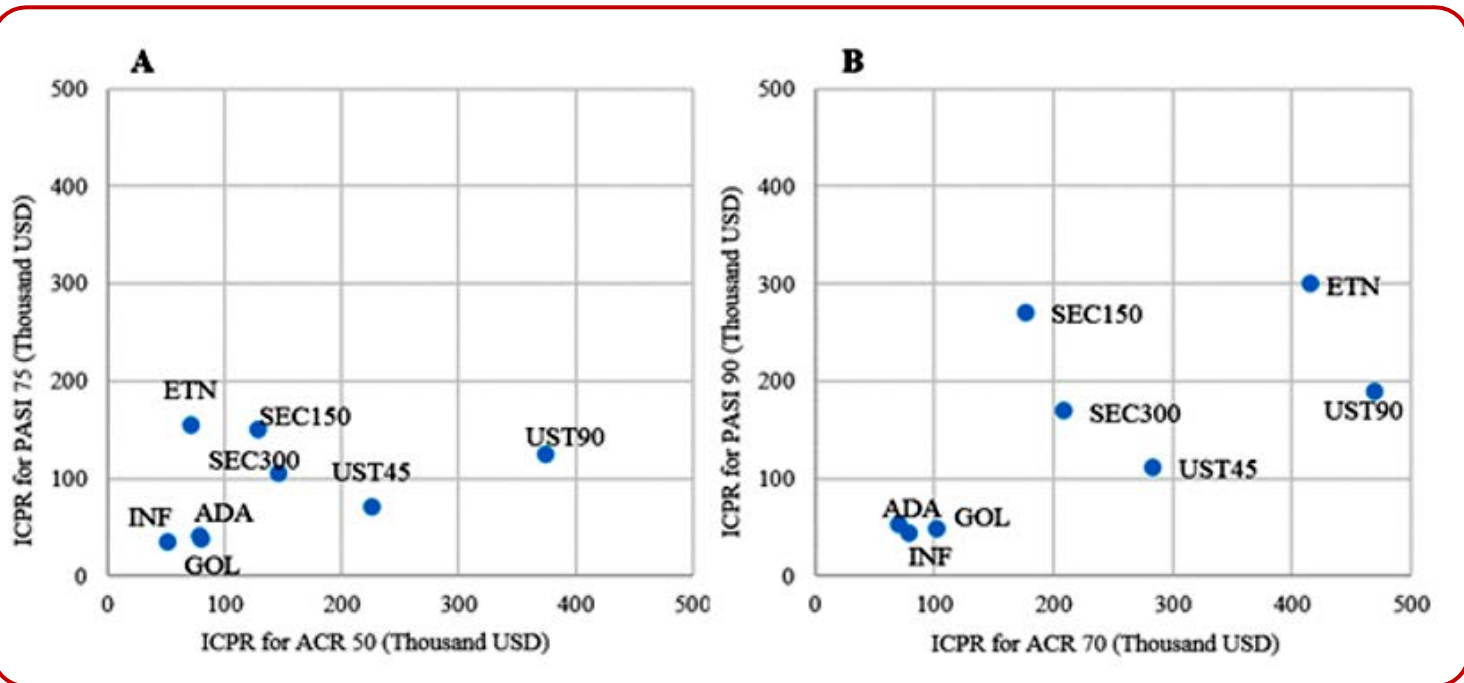 A
500
400
300
200
100
0
ICPR for PASI 75 (Thousand USD)
ETN
SEC150
SEC300
UST45
UST90
INF
ADA
GOL
0 100 200 300 400 500
ICPR for ACR 50 (Thousand USD)
B
500
400
300
200
100
0
ICPR for PASI 90 (Thousand USD)
ETN
SEC150
SEC300
UST90
UST45
ADA
GOL
INF
0 100 200 300 400 500
ICPR for ACR 70 (Thousand USD)